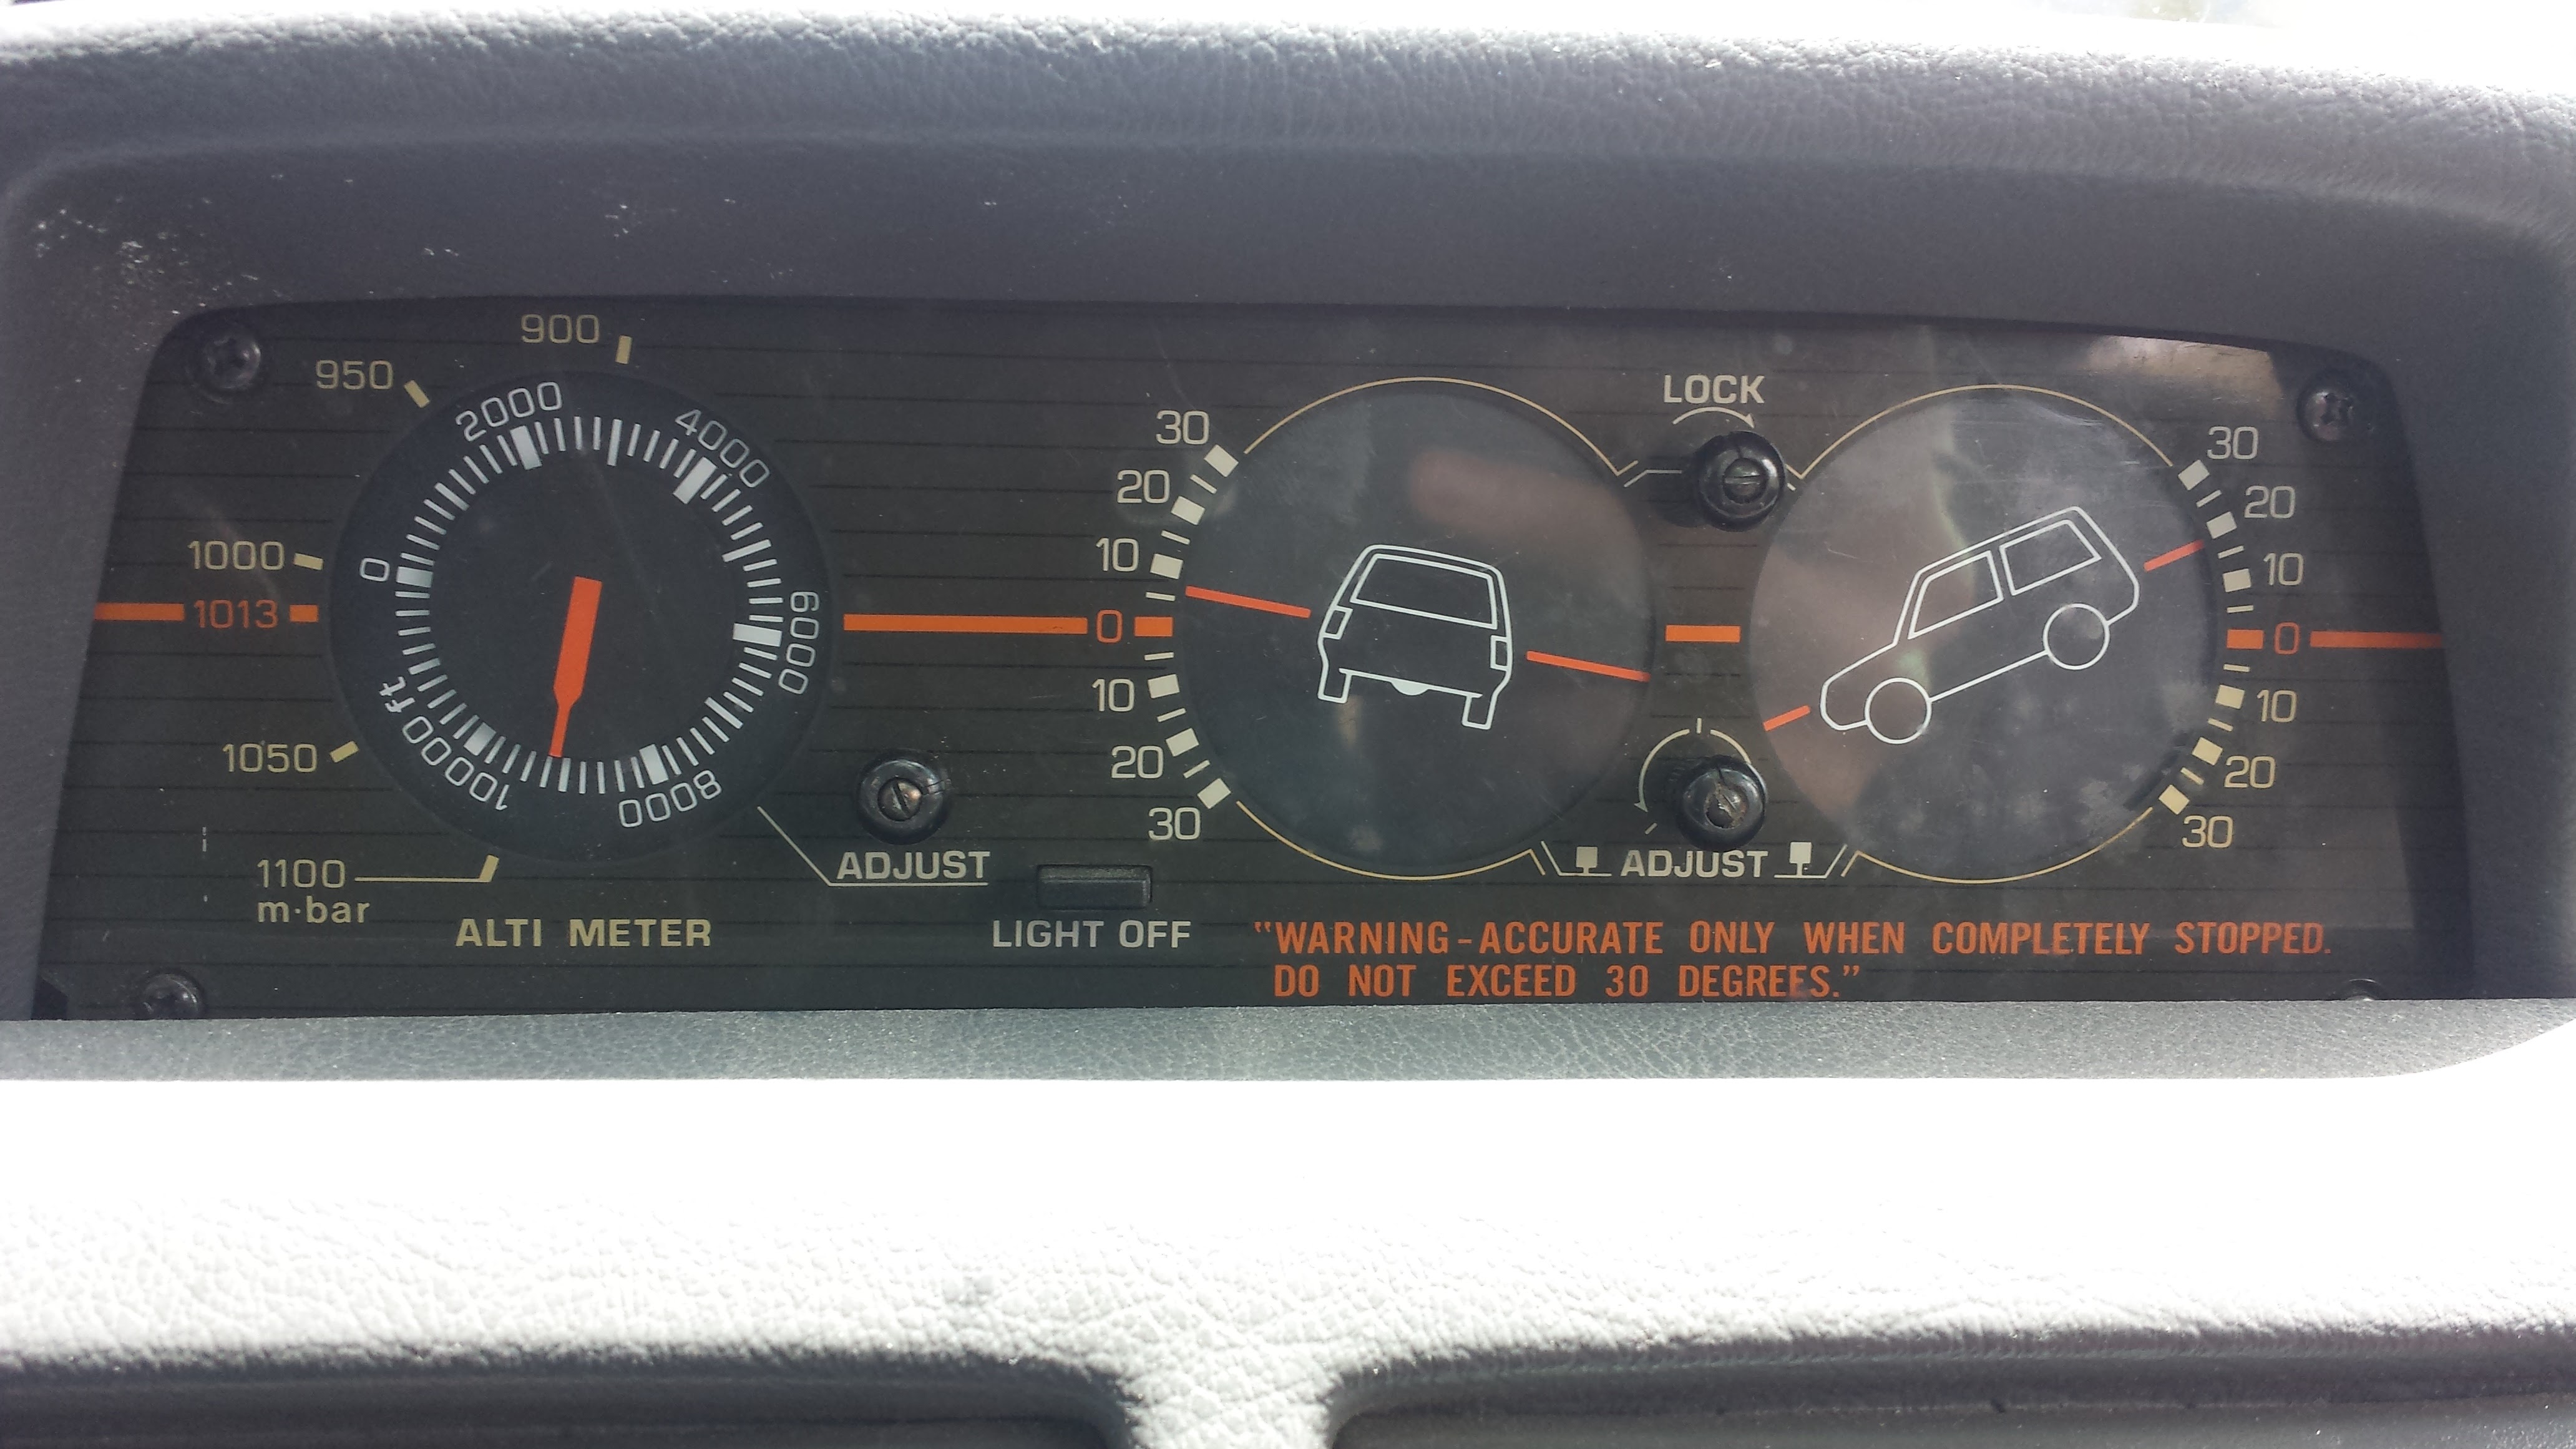 900
950
1000
1013
1050
1100
m·bar
0
2000
4000
6000
8000
10000 ft
ALTI METER
ADJUST
LIGHT OFF
30
20
10
0
10
20
30
LOCK
ADJUST
30
20
10
0
10
20
30
"WARNING-ACCURATE ONLY WHEN COMPLETELY STOPPED.
DO NOT EXCEED 30 DEGREES."